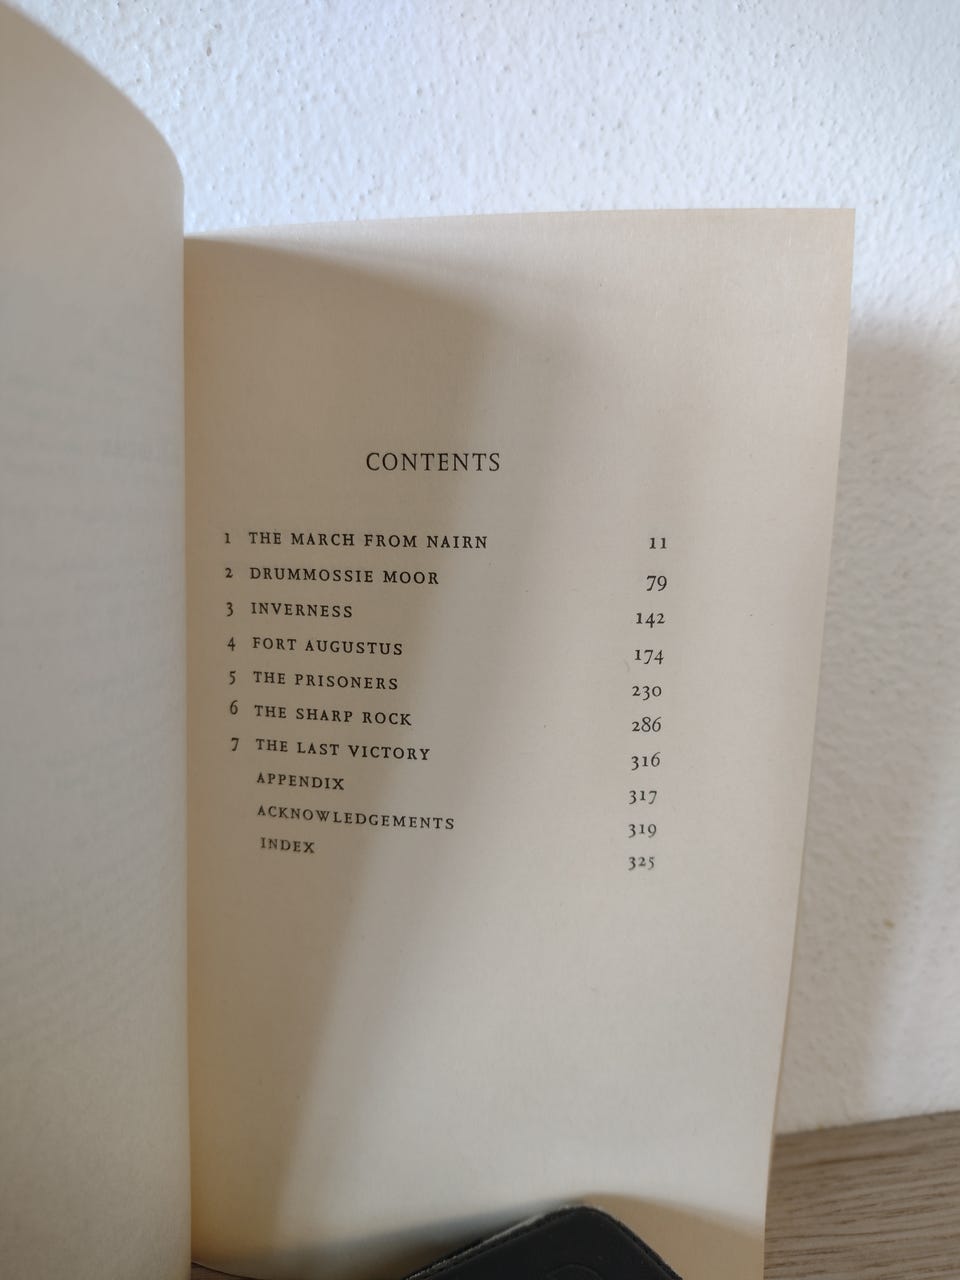 CONTENTS
1 THE MARCH FROM NAIRN 11
2 DRUMMOSSIE MOOR 79
3 INVERNESS 142
4 FORT AUGUSTUS 174
5 THE PRISONERS 230
6 THE SHARP ROCK 286
7 THE LAST VICTORY 316
APPENDIX 317
ACKNOWLEDGEMENTS 319
INDEX 325